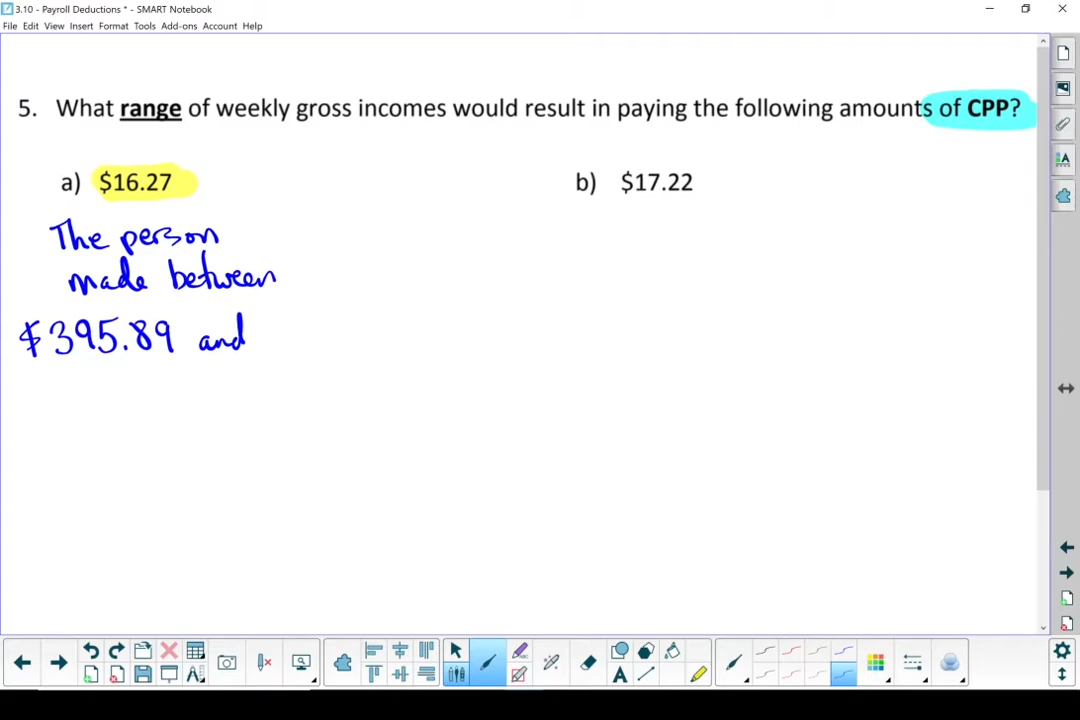 3.10 - Payroll Deductions * - SMART Notebook
File Edit View Insert Format Tools Add-ons Account Help
5. What range of weekly gross incomes would result in paying the following amounts of CPP?
a) $16.27
b) $17.22
The person
made between
$395.89 and